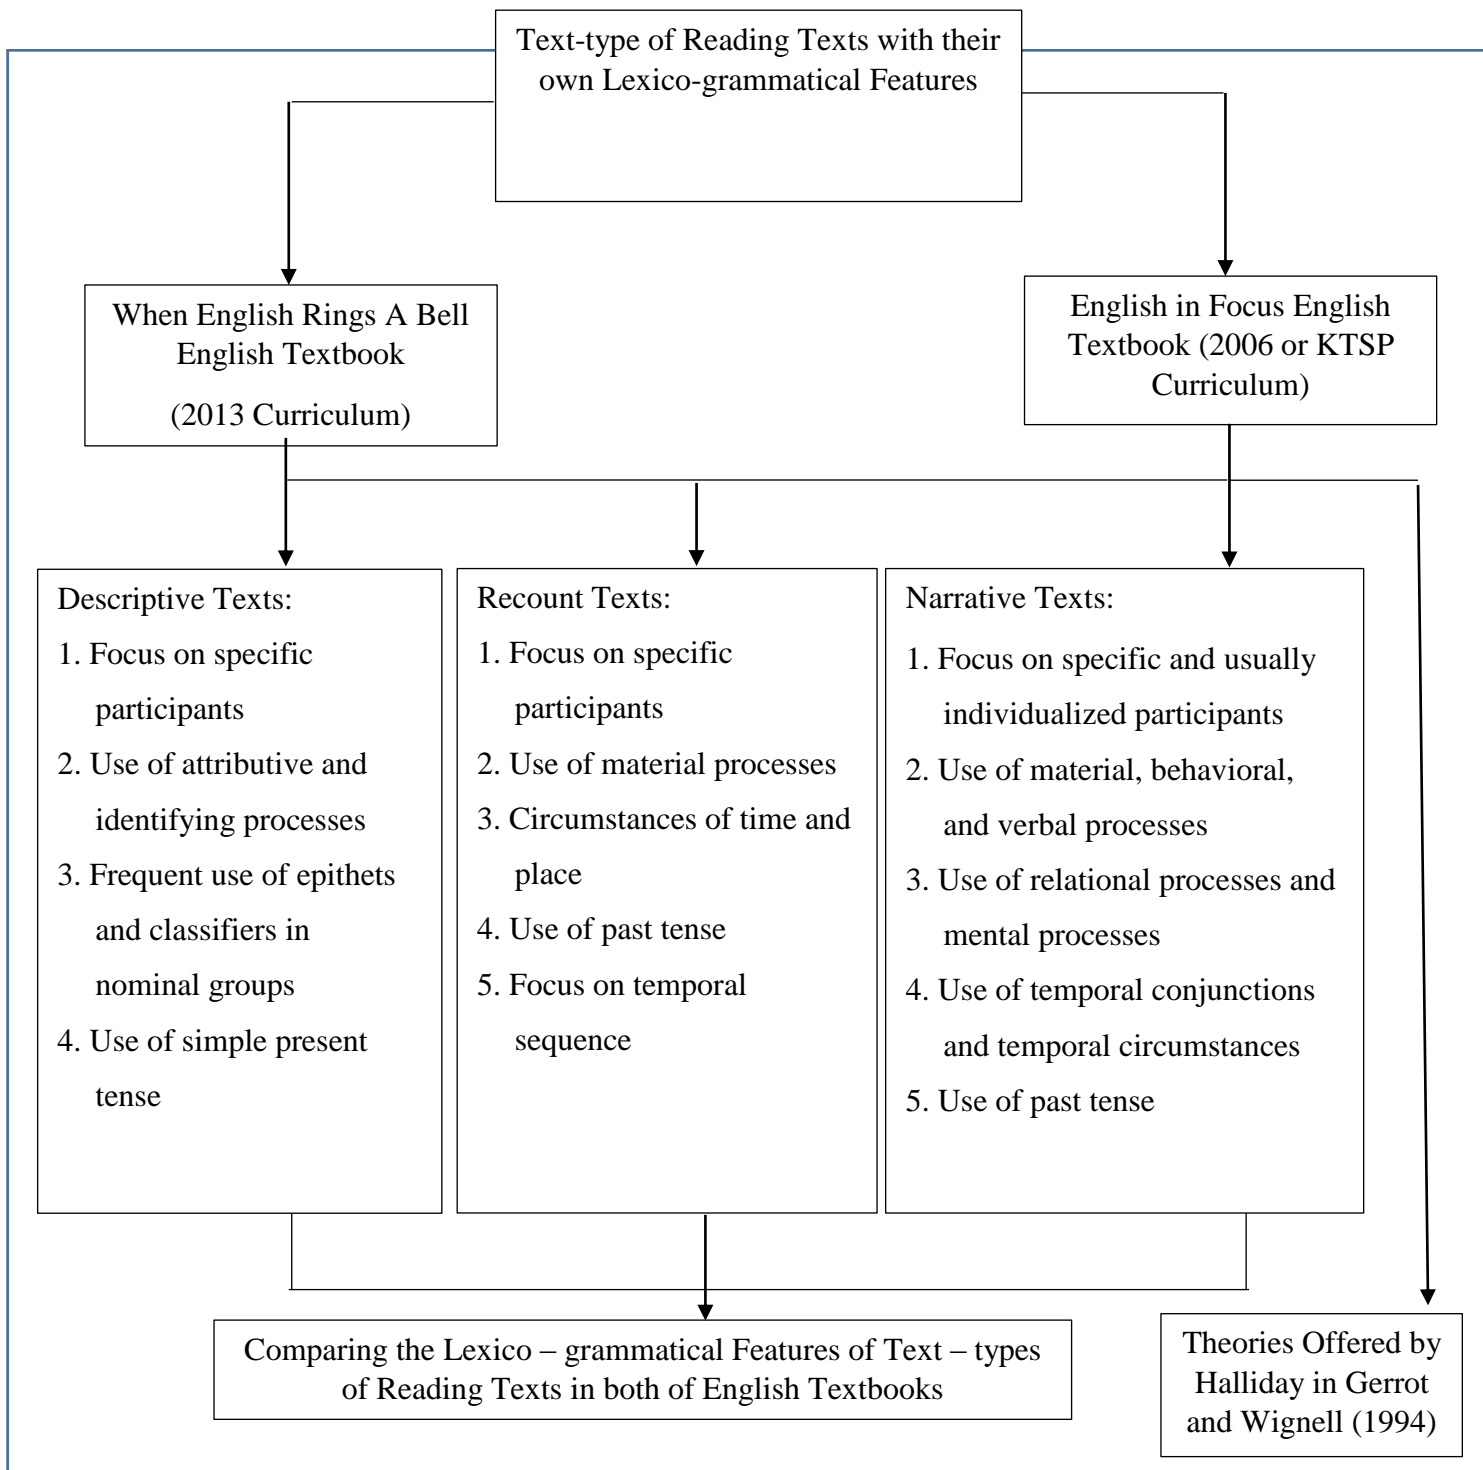 Text-type of Reading Texts with their
own Lexico-grammatical Features
When English Rings A Bell
English Textbook
(2013 Curriculum)
English in Focus English
Textbook (2006 or KTSP
Curriculum)
Descriptive Texts:
1. Focus on specific
participants
2. Use of attributive and
identifying processes
3. Frequent use of epithets
and classifiers in
nominal groups
4. Use of simple present
tense
Recount Texts:
1. Focus on specific
participants
2. Use of material processes
3. Circumstances of time and
place
4. Use of past tense
5. Focus on temporal
sequence
Narrative Texts:
1. Focus on specific and usually
individualized participants
2. Use of material, behavioral,
and verbal processes
3. Use of relational processes and
mental processes
4. Use of temporal conjunctions
and temporal circumstances
5. Use of past tense
Comparing the Lexico – grammatical Features of Text – types
of Reading Texts in both of English Textbooks
Theories Offered by
Halliday in Gerrot
and Wignell (1994)